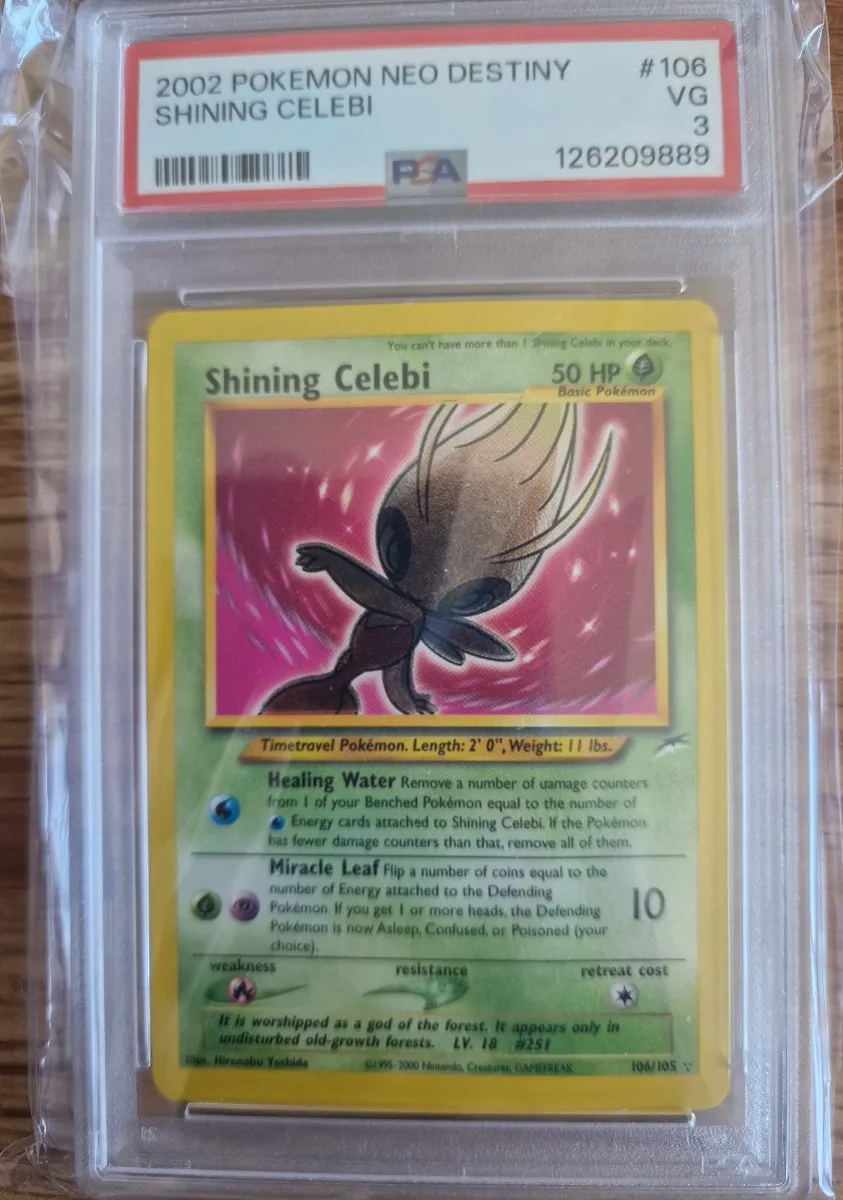 2002 POKEMON NEO DESTINY #106
SHINING CELEBI VG
3
PSA 126209889
You can't have more than 1 Shining Celebi in your deck.
Shining Celebi 50 HP
Basic Pokémon
Timetravel Pokémon. Length: 2' 0", Weight: 11 lbs.
Healing Water Remove a number of damage counters
from 1 of your Benched Pokémon equal to the number of
Energy cards attached to Shining Celebi. If the Pokémon
has fewer damage counters than that, remove all of them.
Miracle Leaf Flip a number of coins equal to the
number of Energy attached to the Defending
Pokémon. If you get 1 or more heads, the Defending 10
Pokémon is now Asleep, Confused, or Poisoned (your
choice).
weakness resistance retreat cost
It is worshipped as a god of the forest. It appears only in
undisturbed old-growth forests. LV. 18 #251
Illus. Hironobu Yoshida ©1995-2000 Nintendo, Creatures, GAMEFREAK 106/105